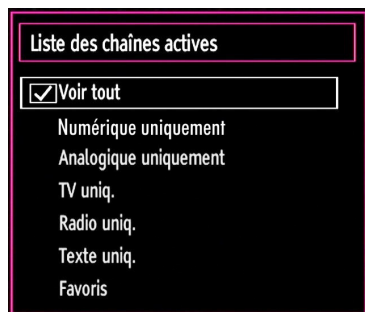 Liste des chaînes actives
Voir tout
Numérique uniquement
Analogique uniquement
TV uniq.
Radio uniq.
Texte uniq.
Favoris